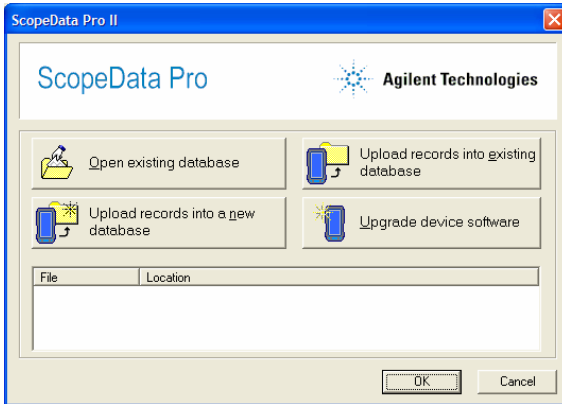 ScopeData Pro II
ScopeData Pro
Agilent Technologies
Open existing database
Upload records into existing
database
Upload records into a new
database
Upgrade device software
File Location
OK Cancel